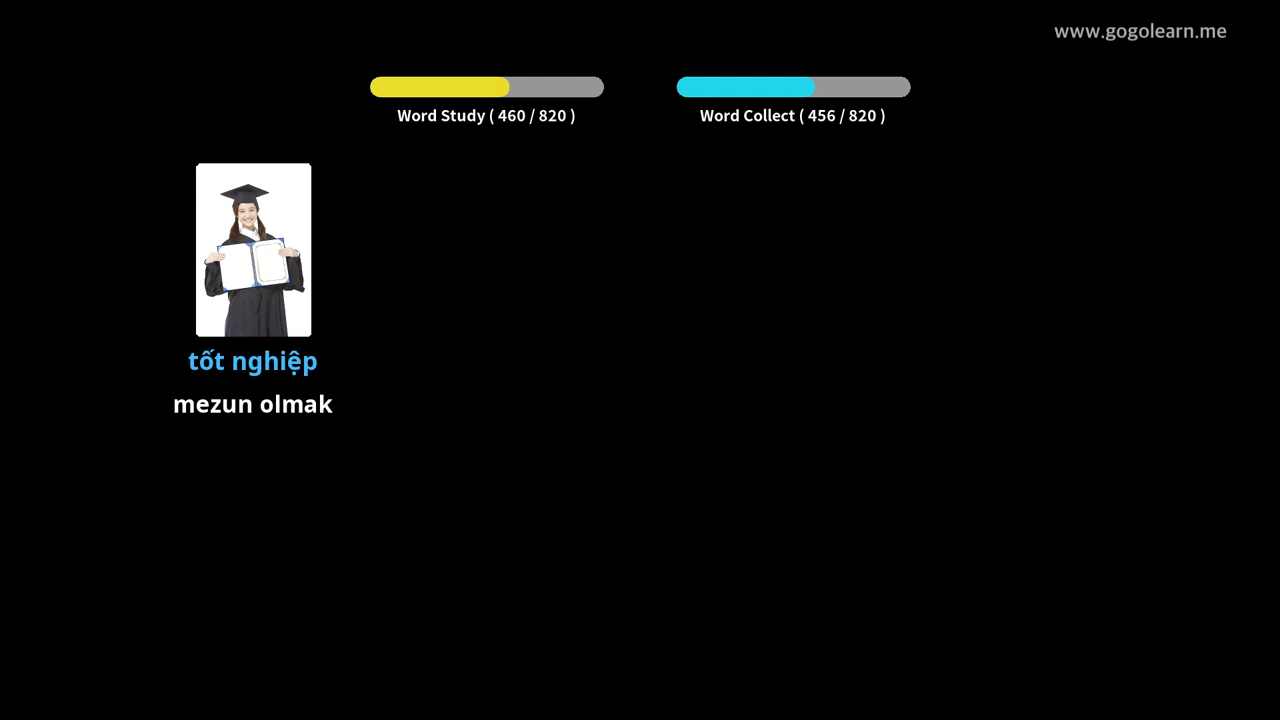 www.gogolearn.me
Word Study ( 460 / 820 )
Word Collect ( 456 / 820 )
tốt nghiệp
mezun olmak